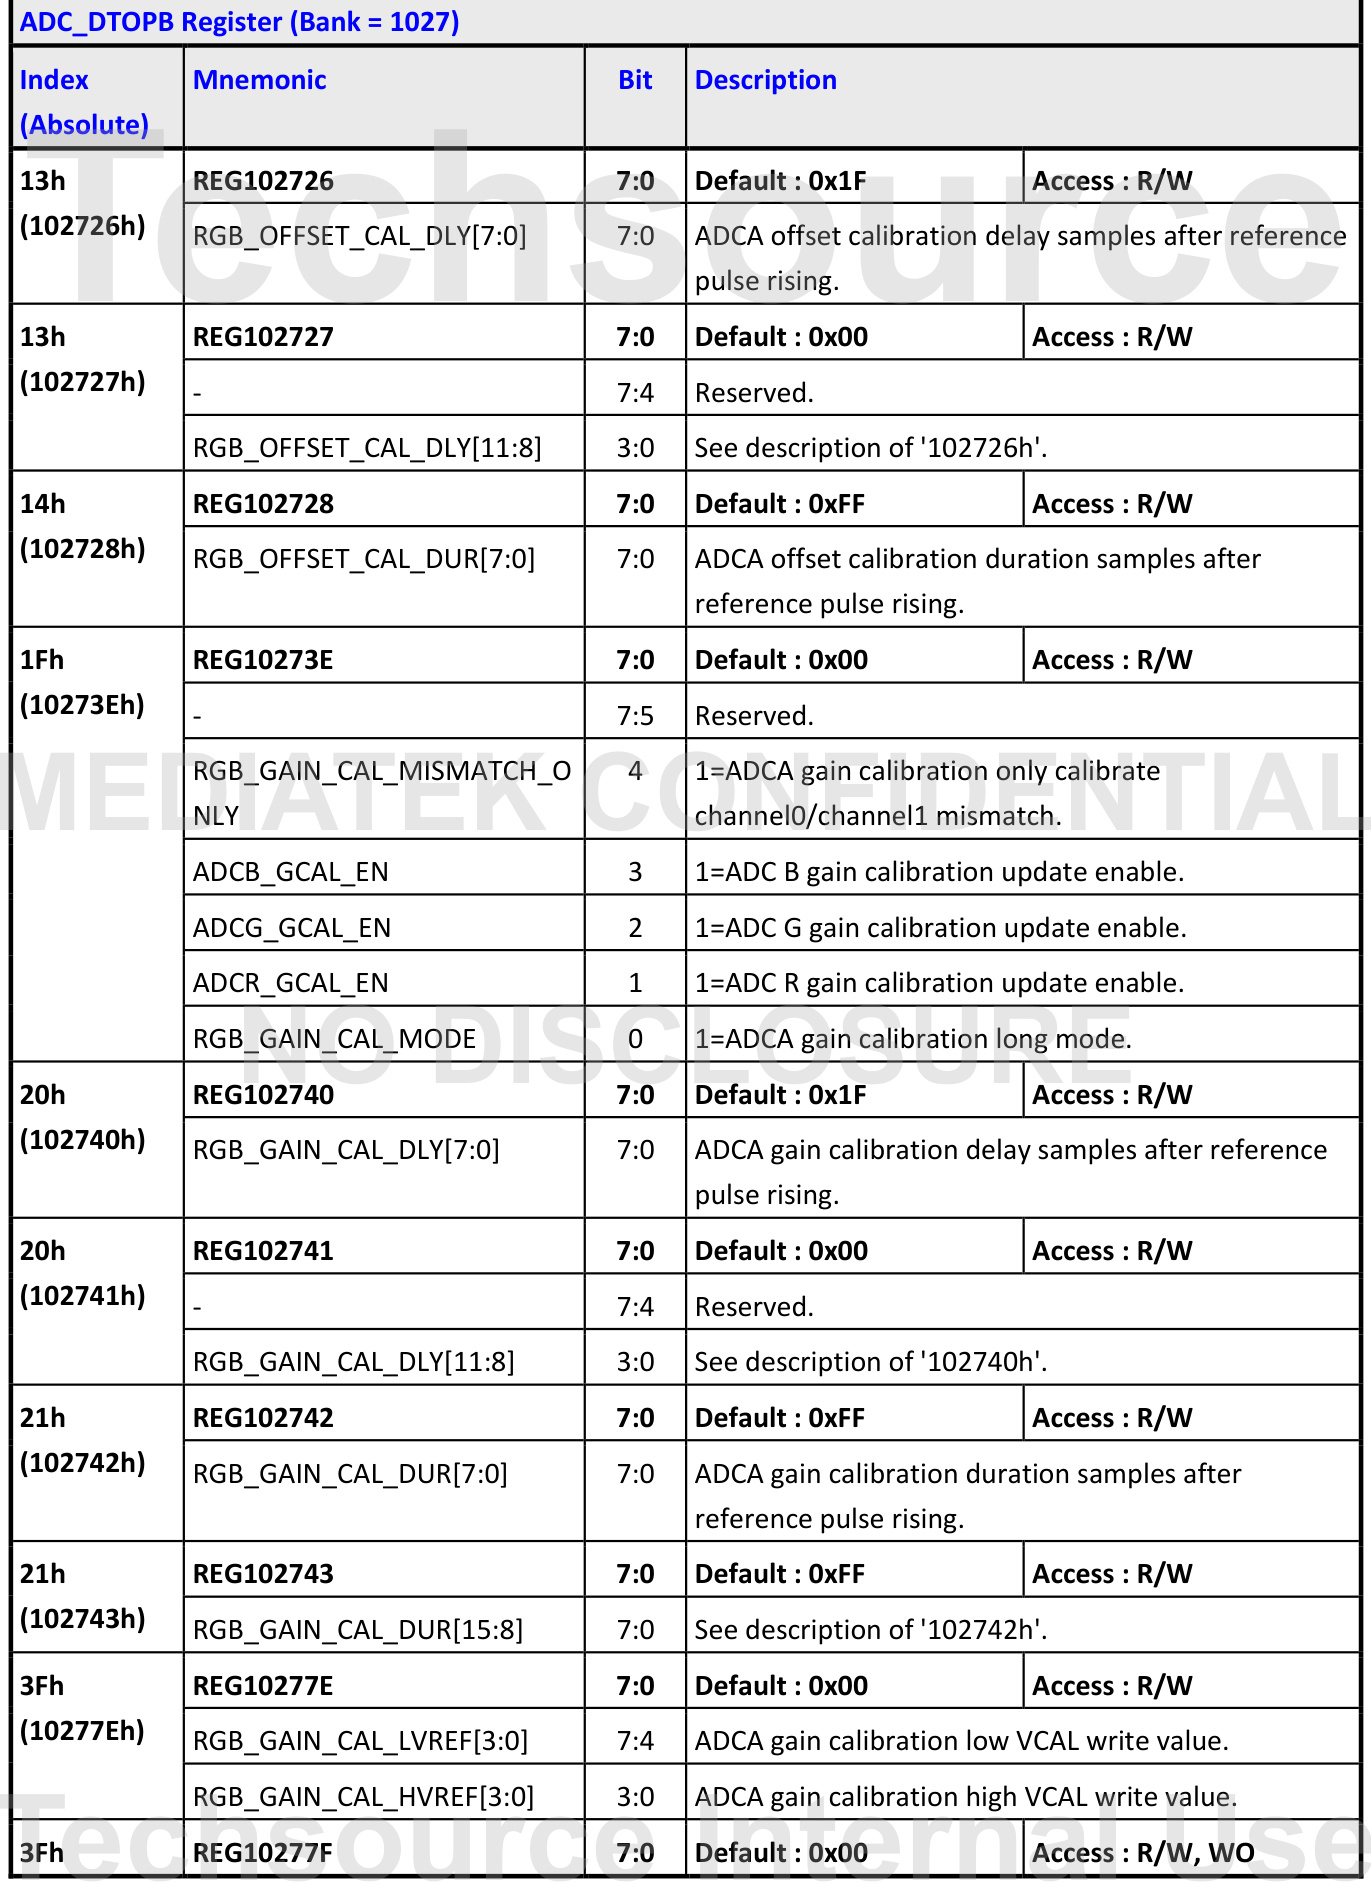 ADC_DTOPB Register (Bank = 1027)
Index Mnemonic Bit Description
(Absolute)
Techsource
13h REG102726 7:0 Default : 0x1F Access : R/W
(102726h) RGB_OFFSET_CAL_DLY[7:0] 7:0 ADCA offset calibration delay samples after reference
pulse rising.
13h REG102727 7:0 Default : 0x00 Access : R/W
(102727h) - 7:4 Reserved.
RGB_OFFSET_CAL_DLY[11:8] 3:0 See description of '102726h'.
14h REG102728 7:0 Default : 0xFF Access : R/W
(102728h) RGB_OFFSET_CAL_DUR[7:0] 7:0 ADCA offset calibration duration samples after
reference pulse rising.
1Fh REG10273E 7:0 Default : 0x00 Access : R/W
(10273Eh) - 7:5 Reserved.
RGB_GAIN_CAL_MISMATCH_O 4 1=ADCA gain calibration only calibrate
NLY channel0/channel1 mismatch.
MEDIATEK CONFIDENTIAL
ADCB_GCAL_EN 3 1=ADC B gain calibration update enable.
ADCG_GCAL_EN 2 1=ADC G gain calibration update enable.
ADCR_GCAL_EN 1 1=ADC R gain calibration update enable.
RGB_GAIN_CAL_MODE 0 1=ADCA gain calibration long mode.
NO DISCLOSURE
20h REG102740 7:0 Default : 0x1F Access : R/W
(102740h) RGB_GAIN_CAL_DLY[7:0] 7:0 ADCA gain calibration delay samples after reference
pulse rising.
20h REG102741 7:0 Default : 0x00 Access : R/W
(102741h) - 7:4 Reserved.
RGB_GAIN_CAL_DLY[11:8] 3:0 See description of '102740h'.
21h REG102742 7:0 Default : 0xFF Access : R/W
(102742h) RGB_GAIN_CAL_DUR[7:0] 7:0 ADCA gain calibration duration samples after
reference pulse rising.
21h REG102743 7:0 Default : 0xFF Access : R/W
(102743h) RGB_GAIN_CAL_DUR[15:8] 7:0 See description of '102742h'.
3Fh REG10277E 7:0 Default : 0x00 Access : R/W
(10277Eh) RGB_GAIN_CAL_LVREF[3:0] 7:4 ADCA gain calibration low VCAL write value.
RGB_GAIN_CAL_HVREF[3:0] 3:0 ADCA gain calibration high VCAL write value.
Techsource Internal Use
3Fh REG10277F 7:0 Default : 0x00 Access : R/W, WO